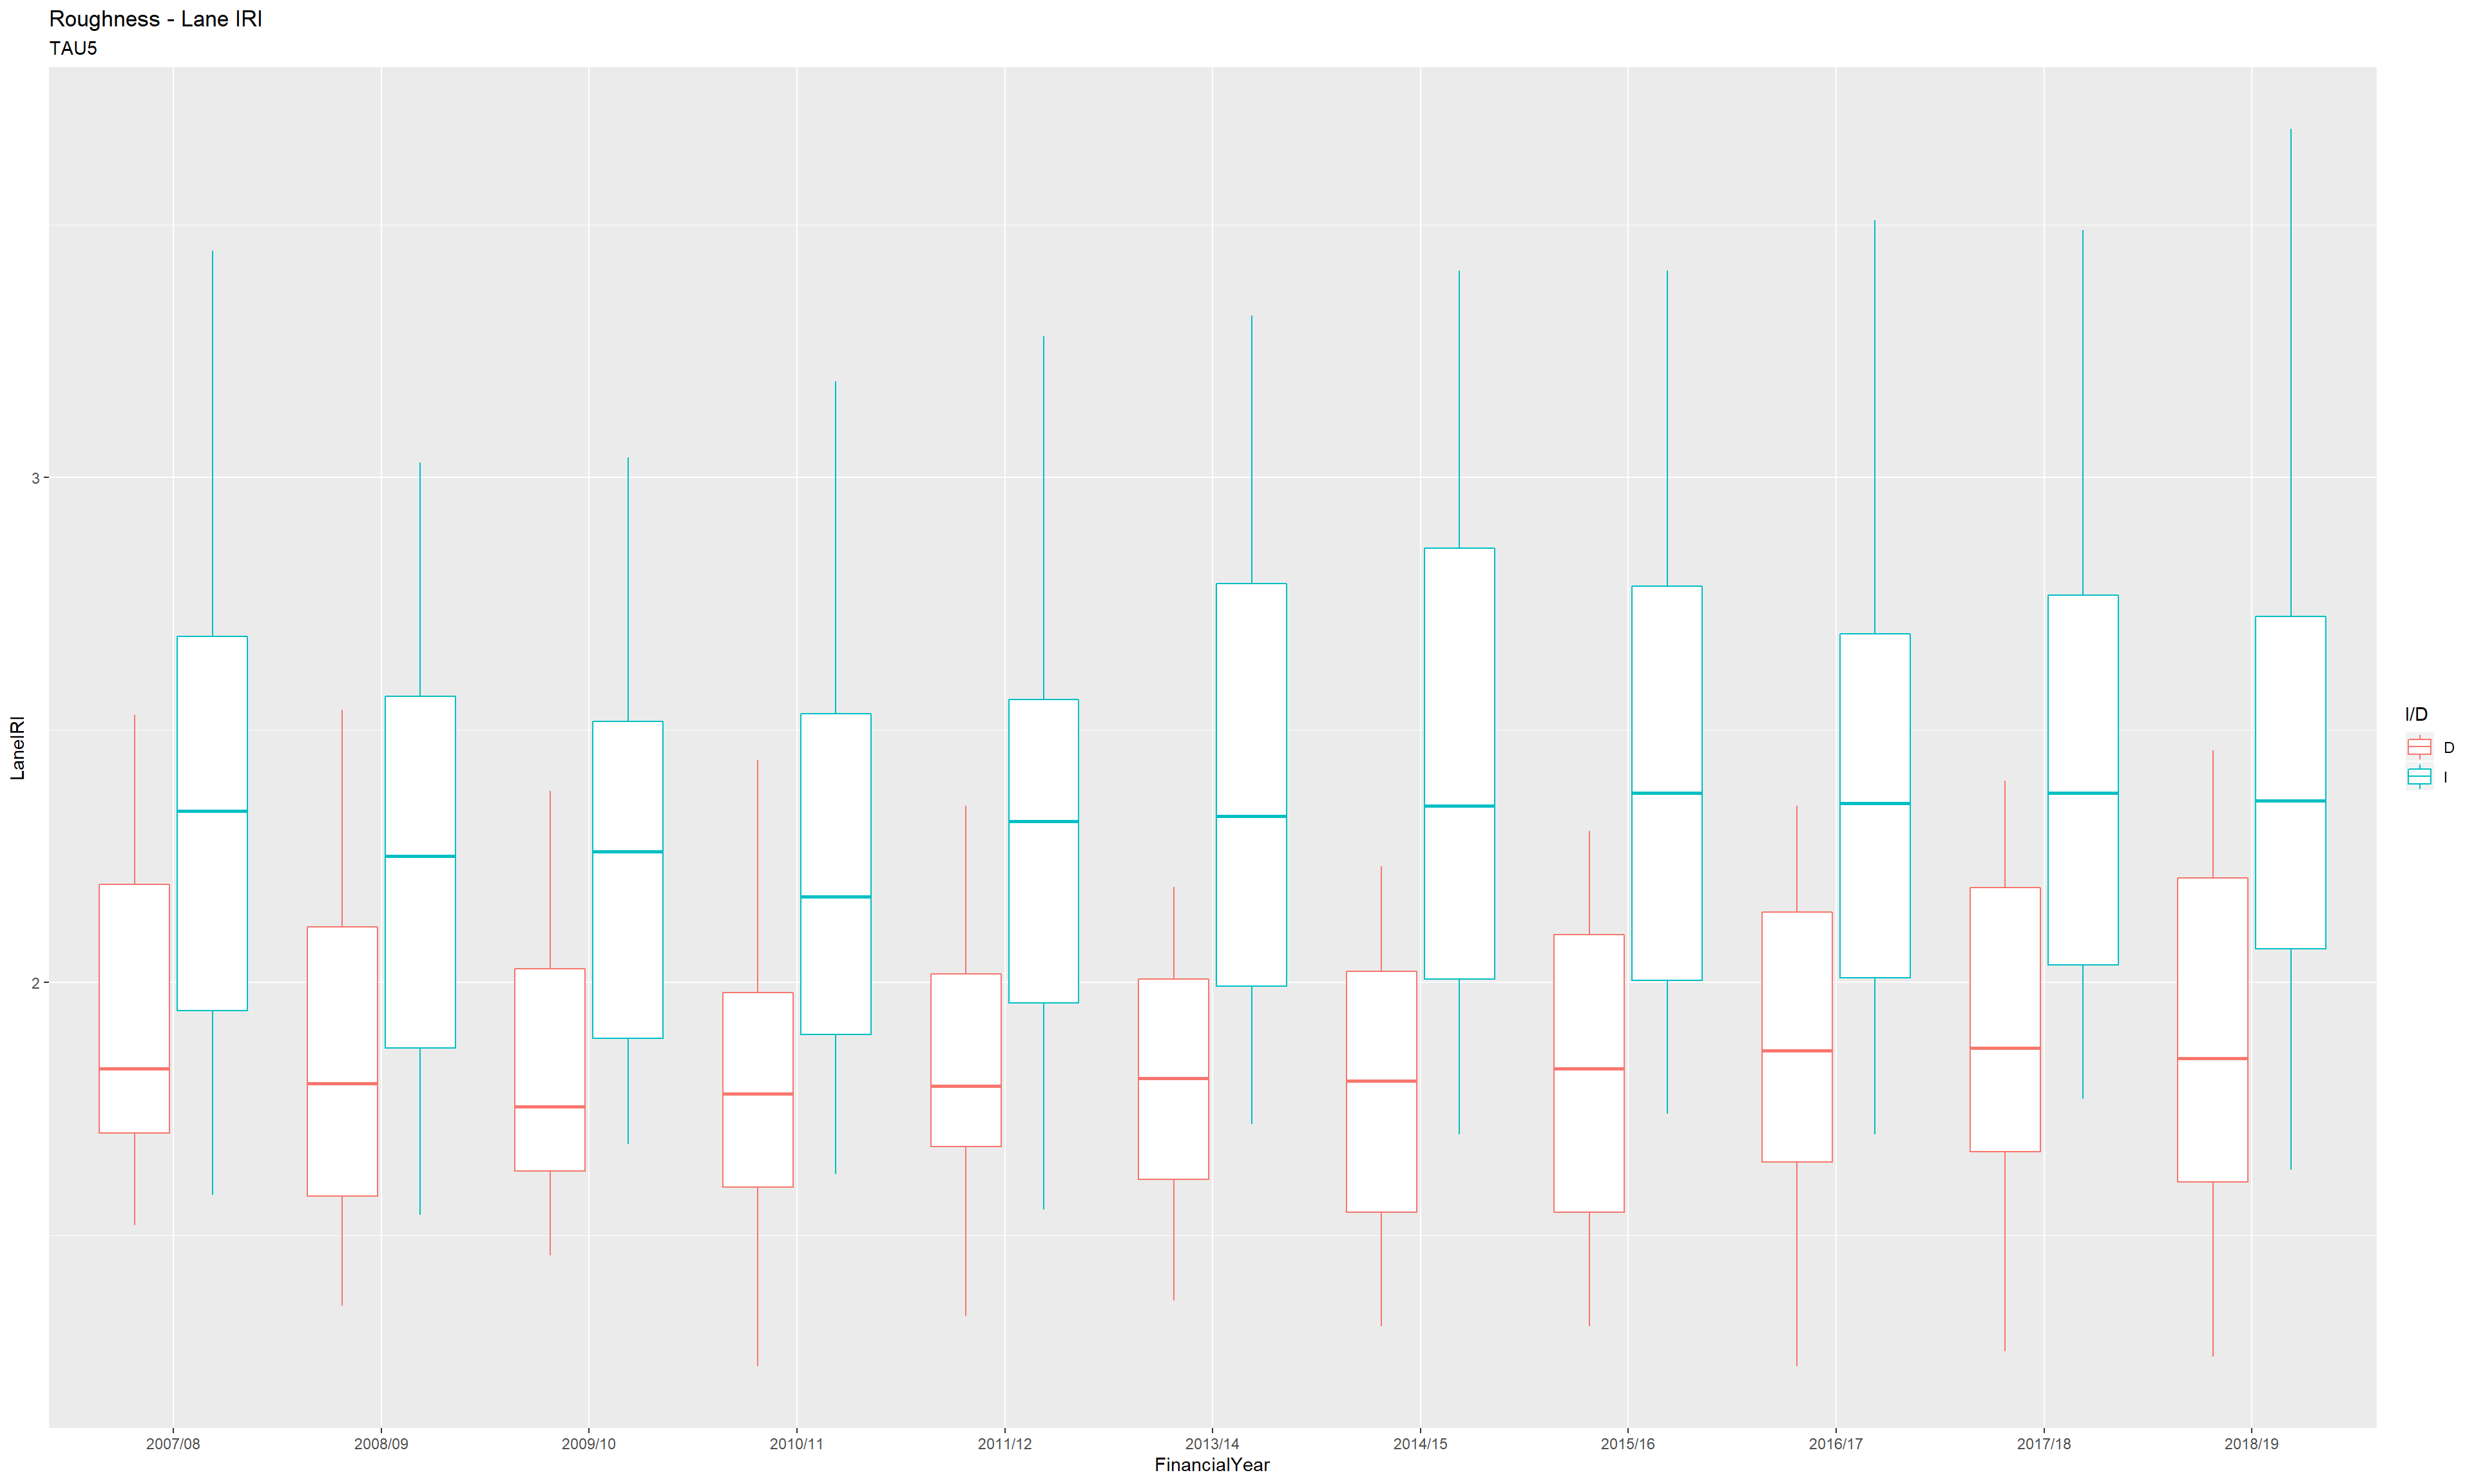 Roughness - Lane IRI
TAU5
LaneIRI
3
2
2007/08
2008/09
2009/10
2010/11
2011/12
2013/14
2014/15
2015/16
2016/17
2017/18
2018/19
FinancialYear
I/D
D
I